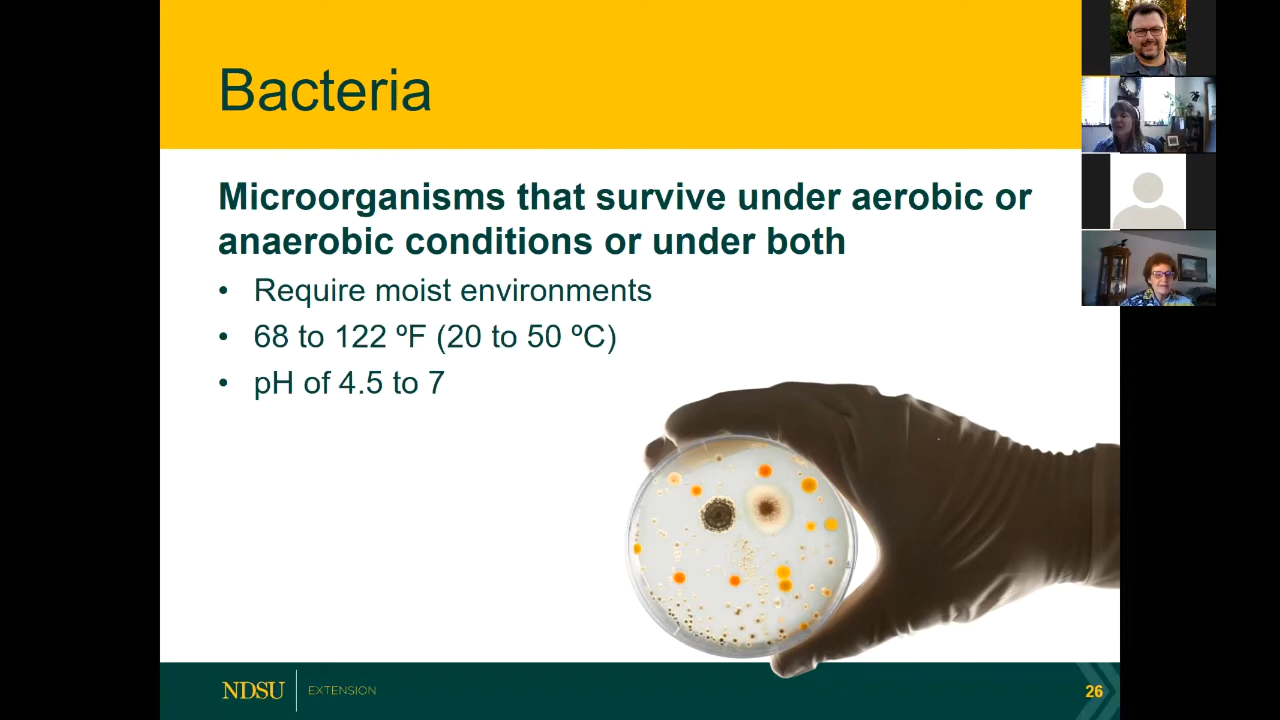 Bacteria
Microorganisms that survive under aerobic or
anaerobic conditions or under both
• Require moist environments
• 68 to 122 ºF (20 to 50 ºC)
• pH of 4.5 to 7
NDSU EXTENSION
26